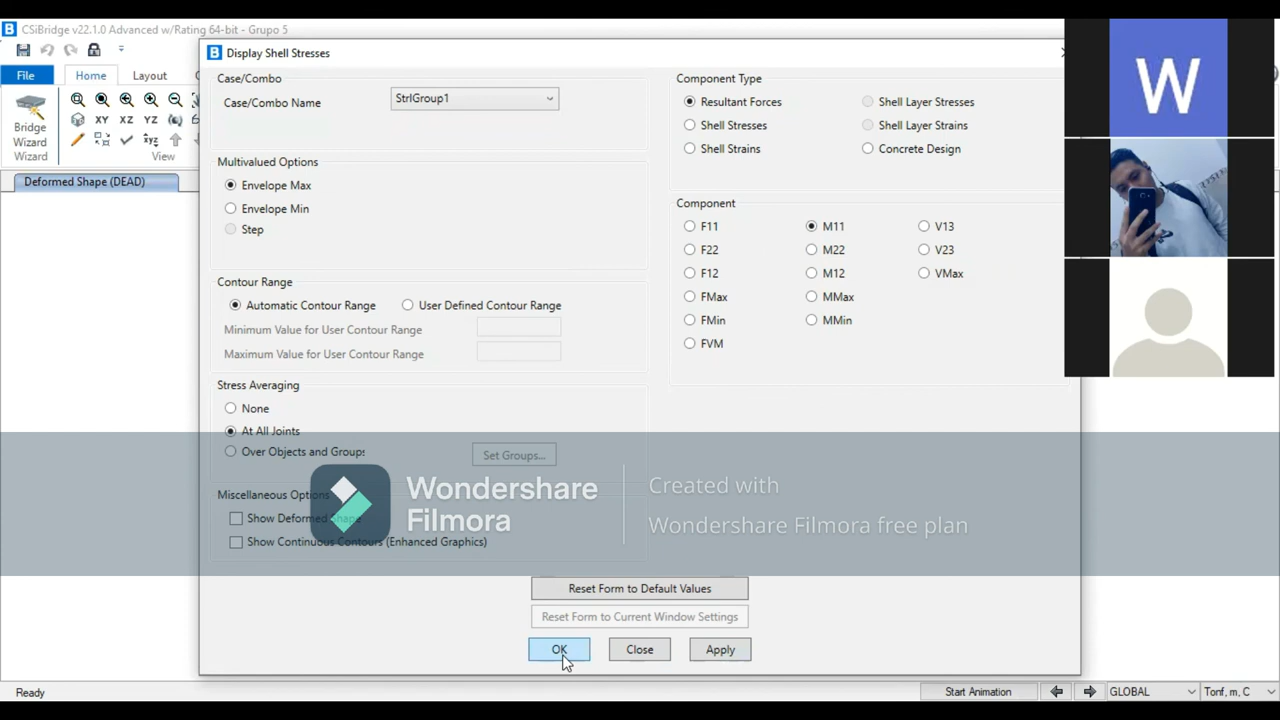 CSiBridge v22.1.0 Advanced w/Rating 64-bit - Grupo 5
File
Home
Layout
Bridge
Wizard
Wizard
XY
XZ
YZ
xyz
View
Deformed Shape (DEAD)
Display Shell Stresses
Case/Combo
Case/Combo Name
StrIGroup1
Multivalued Options
Envelope Max
Envelope Min
Step
Contour Range
Automatic Contour Range
User Defined Contour Range
Minimum Value for User Contour Range
Maximum Value for User Contour Range
Stress Averaging
None
At All Joints
Over Objects and Groups
Set Groups...
Miscellaneous Options
Show Deformed Shape
Show Continuous Contours (Enhanced Graphics)
Component Type
Resultant Forces
Shell Layer Stresses
Shell Stresses
Shell Layer Strains
Shell Strains
Concrete Design
Component
F11
M11
V13
F22
M22
V23
F12
M12
VMax
FMax
MMax
FMin
MMin
FVM
Reset Form to Default Values
Reset Form to Current Window Settings
OK
Close
Apply
W
Wondershare
Filmora
Created with
Wondershare Filmora free plan
Ready
Start Animation
GLOBAL
Tonf, m, C